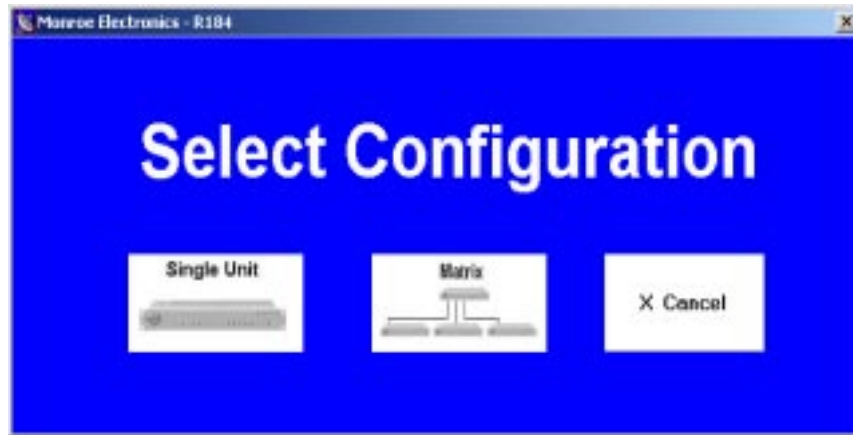 Monroe Electronics - R184
Select Configuration
Single Unit
Matrix
X Cancel